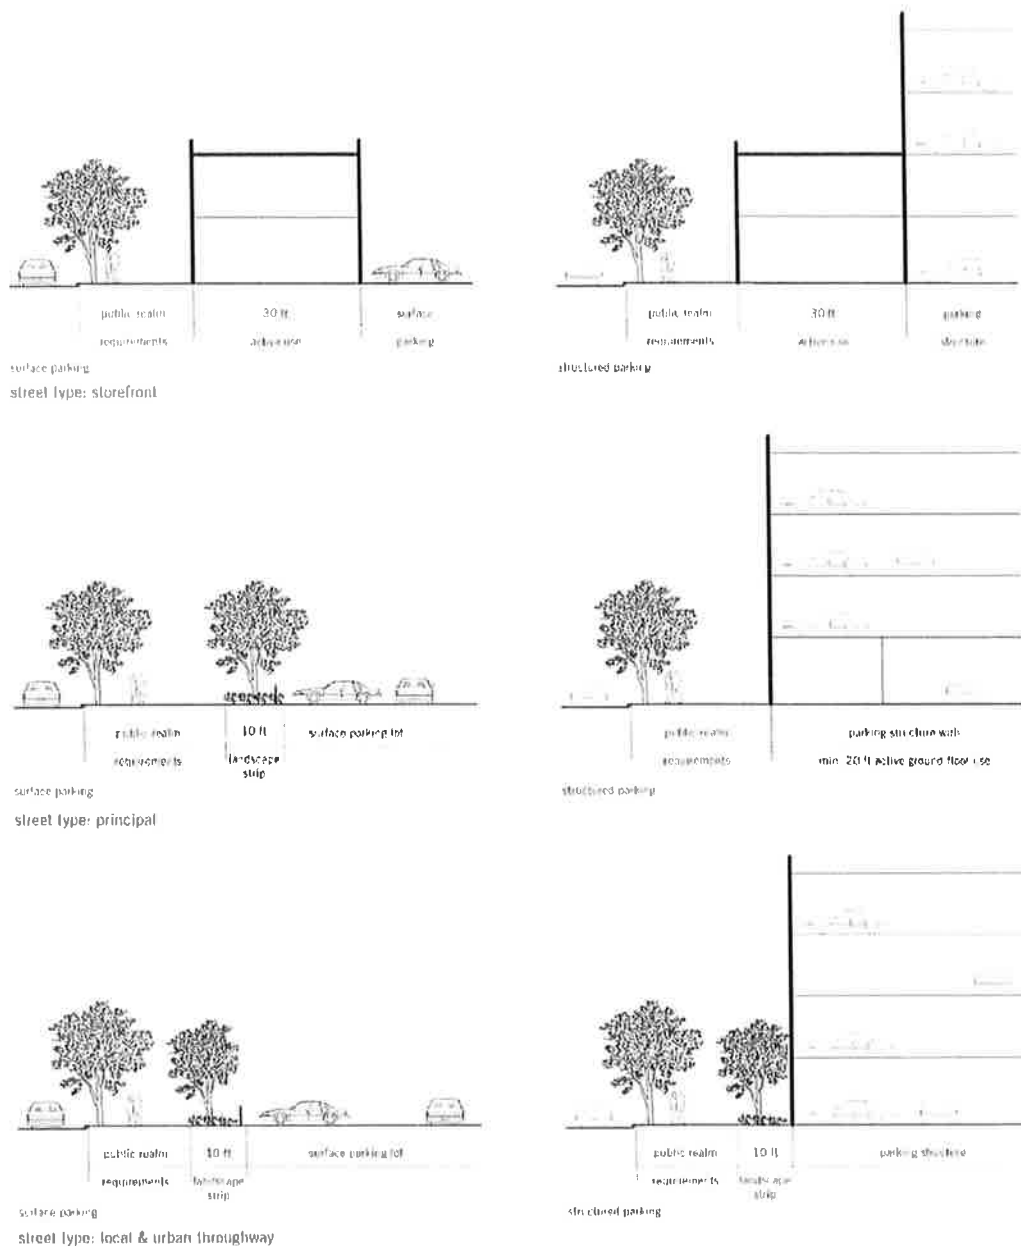 public realm 30 ft surface
requirements active use parking
surface parking
street type: storefront
public realm 30 ft parking
requirements active use structure
structured parking
public realm 10 ft surface parking lot
requirements landscape
strip
surface parking
street type: principal
public realm parking structure with
requirements min. 20 ft active ground floor use
structured parking
public realm 10 ft surface parking lot
requirements landscape
strip
surface parking
street type: local & urban throughway
public realm 10 ft parking structure
requirements landscape
strip
structured parking